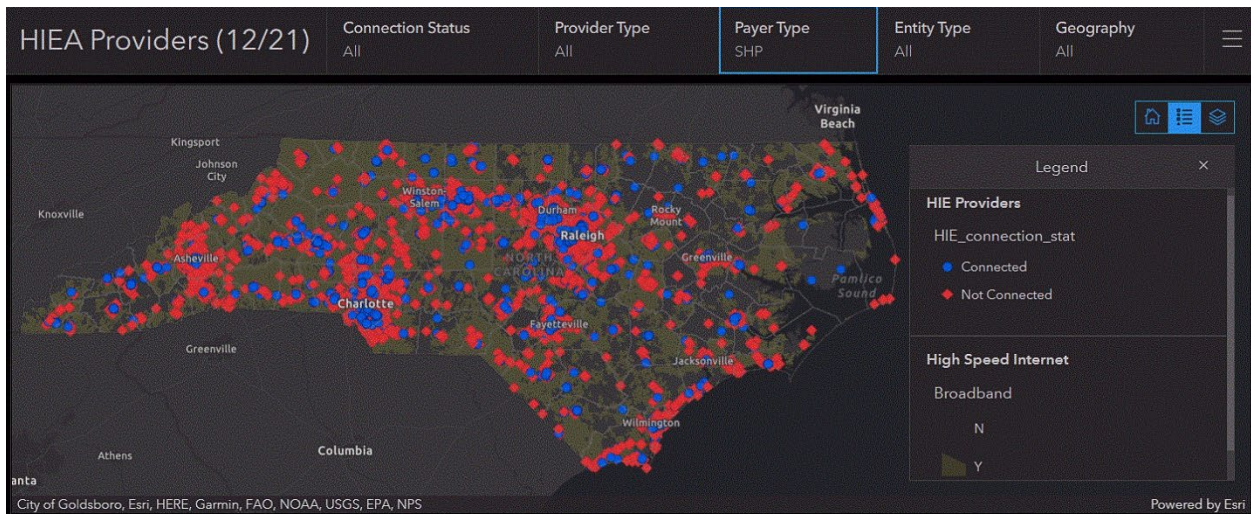 HIEA Providers (12/21)
Connection Status
All
Provider Type
All
Payer Type
SHP
Entity Type
All
Geography
All
Virginia
Beach
Kingsport
Johnson
City
Knoxville
Winston-
Salem
Durham
Rocky
Mount
Raleigh
Asheville
NORTH
CAROLINA
Greenville
Pamlico
Sound
Charlotte
Fayetteville
Greenville
Jacksonville
Wilmington
Columbia
Athens
anta
Legend
×
HIE Providers
HIE_connection_stat
Connected
Not Connected
High Speed Internet
Broadband
N
Y
City of Goldsboro, Esri, HERE, Garmin, FAO, NOAA, USGS, EPA, NPS
Powered by Esri